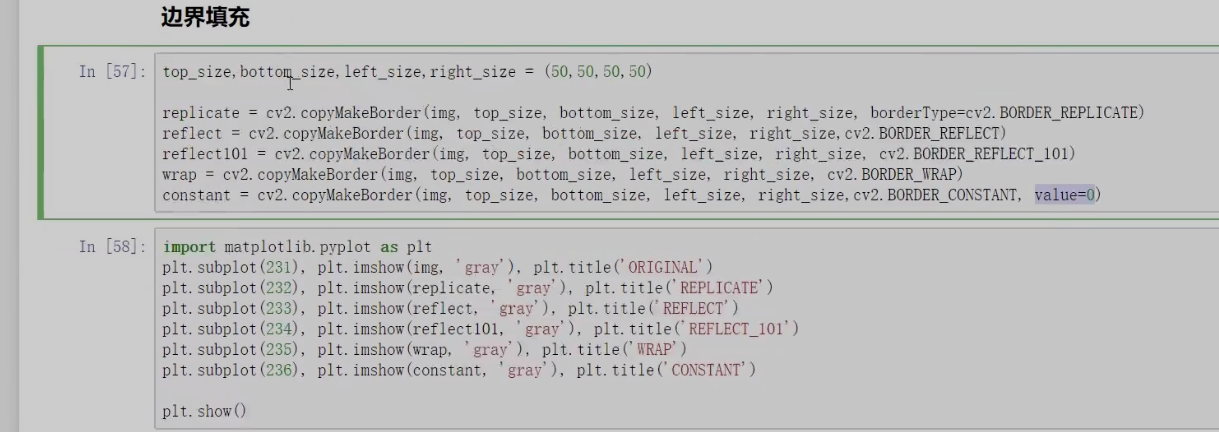 边界填充
In [57]:
top_size,bottom_size,left_size,right_size = (50,50,50,50)
replicate = cv2.copyMakeBorder(img, top_size, bottom_size, left_size, right_size, borderType=cv2.BORDER_REPLICATE)
reflect = cv2.copyMakeBorder(img, top_size, bottom_size, left_size, right_size,cv2.BORDER_REFLECT)
reflect101 = cv2.copyMakeBorder(img, top_size, bottom_size, left_size, right_size, cv2.BORDER_REFLECT_101)
wrap = cv2.copyMakeBorder(img, top_size, bottom_size, left_size, right_size, cv2.BORDER_WRAP)
constant = cv2.copyMakeBorder(img, top_size, bottom_size, left_size, right_size,cv2.BORDER_CONSTANT, value=0)
In [58]:
import matplotlib.pyplot as plt
plt.subplot(231), plt.imshow(img, 'gray'), plt.title('ORIGINAL')
plt.subplot(232), plt.imshow(replicate, 'gray'), plt.title('REPLICATE')
plt.subplot(233), plt.imshow(reflect, 'gray'), plt.title('REFLECT')
plt.subplot(234), plt.imshow(reflect101, 'gray'), plt.title('REFLECT_101')
plt.subplot(235), plt.imshow(wrap, 'gray'), plt.title('WRAP')
plt.subplot(236), plt.imshow(constant, 'gray'), plt.title('CONSTANT')
plt.show()